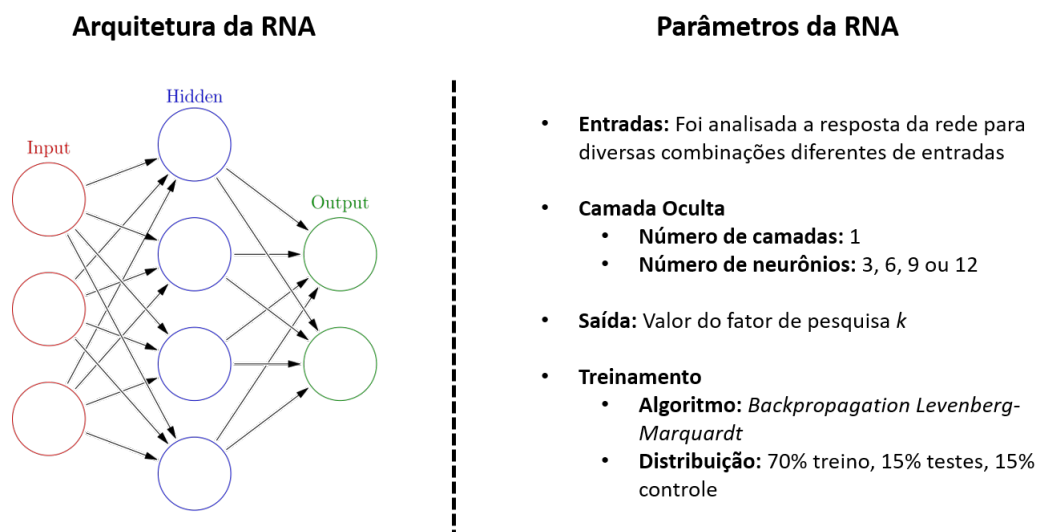 Arquitetura da RNA
Hidden
Input
Output
Parâmetros da RNA
• Entradas: Foi analisada a resposta da rede para
diversas combinações diferentes de entradas
• Camada Oculta
• Número de camadas: 1
• Número de neurônios: 3, 6, 9 ou 12
• Saída: Valor do fator de pesquisa k
• Treinamento
• Algoritmo: Backpropagation Levenberg-
Marquardt
• Distribuição: 70% treino, 15% testes, 15%
controle